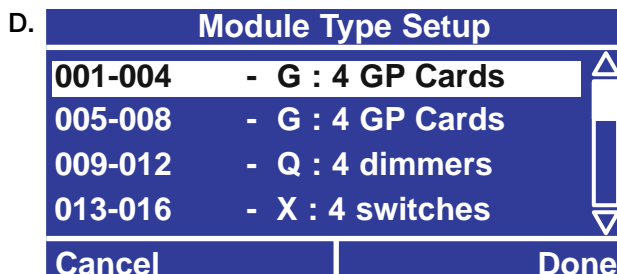 D.
Module Type Setup
001-004 - G : 4 GP Cards
005-008 - G : 4 GP Cards
009-012 - Q : 4 dimmers
013-016 - X : 4 switches
Cancel Done